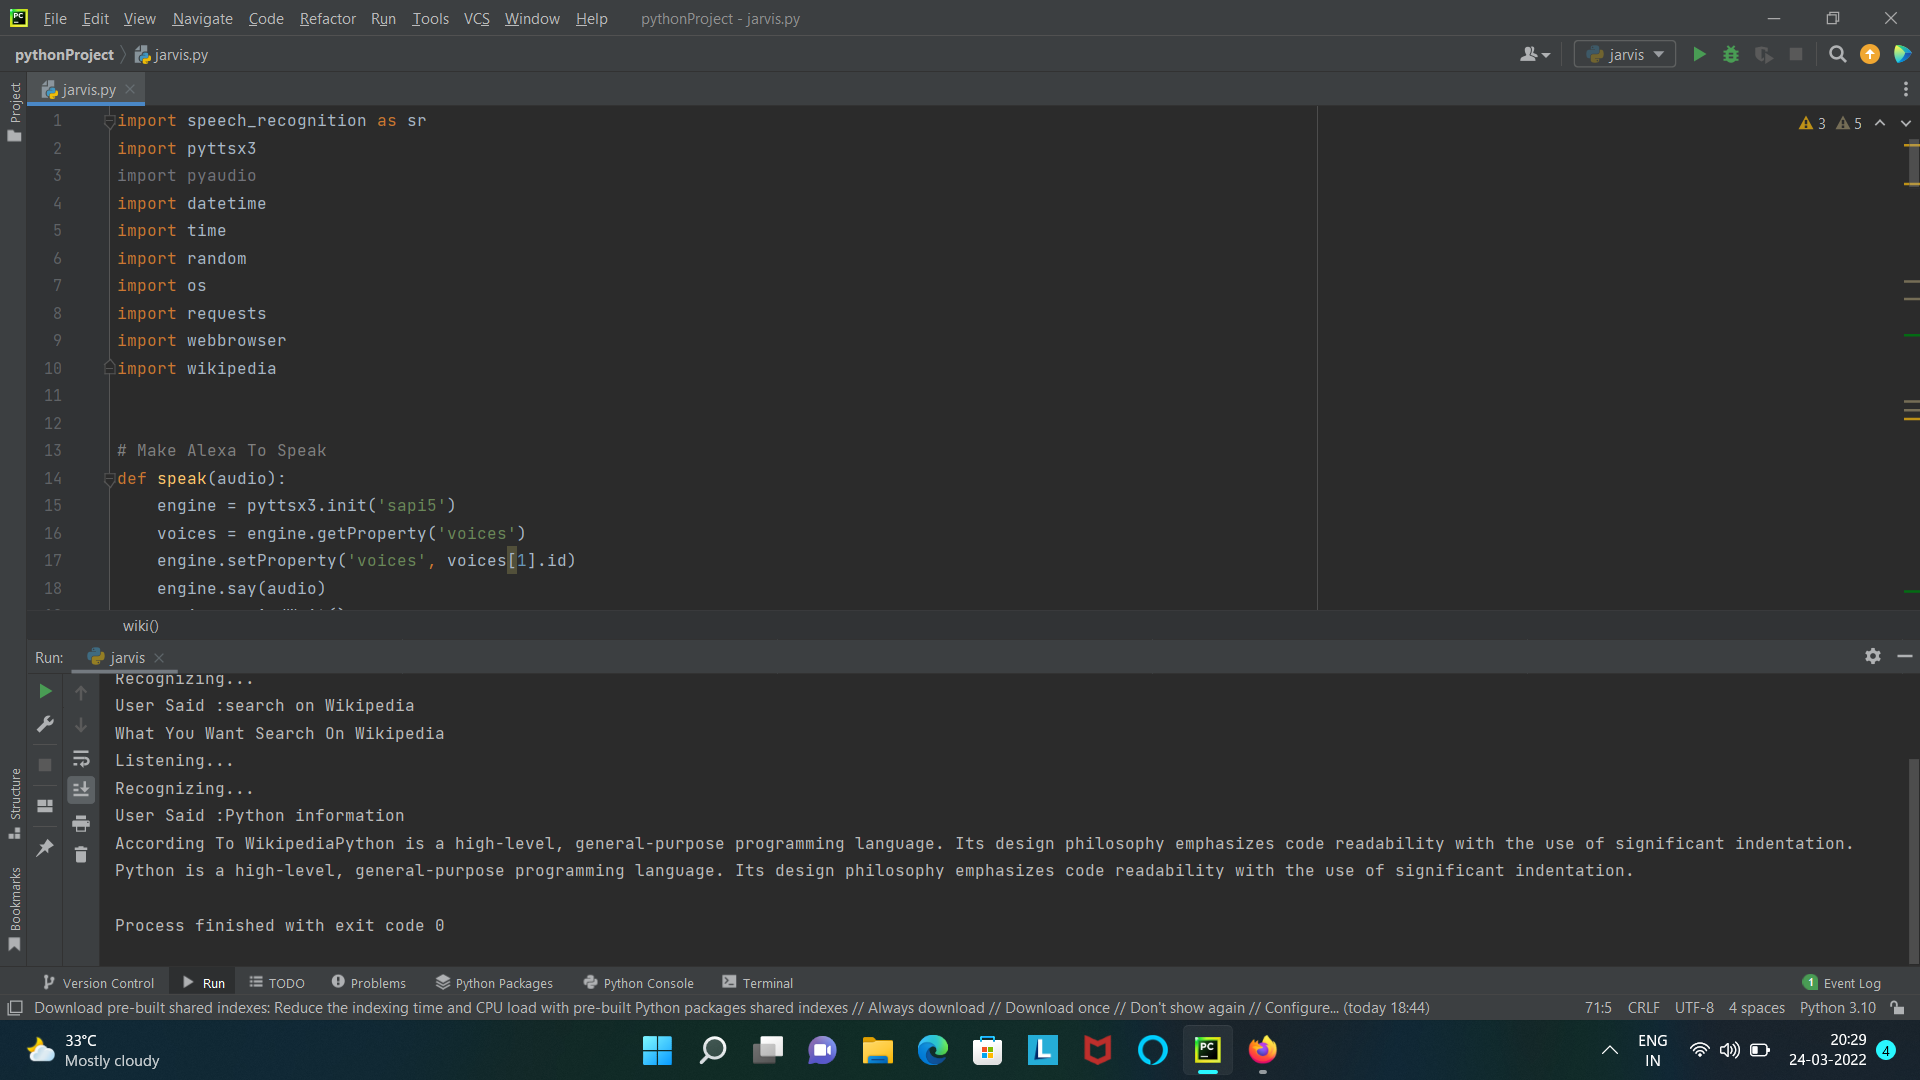 File Edit View Navigate Code Refactor Run Tools VCS Window Help pythonProject - jarvis.py
pythonProject jarvis.py jarvis
Project
jarvis.py
1 import speech_recognition as sr
3 5
2 import pyttsx3
3 import pyaudio
4 import datetime
5 import time
6 import random
7 import os
8 import requests
9 import webbrowser
10 import wikipedia
11
12
13 # Make Alexa To Speak
14 def speak(audio):
15 engine = pyttsx3.init('sapi5')
16 voices = engine.getProperty('voices')
17 engine.setProperty('voices', voices[1].id)
18 engine.say(audio)
wiki()
Run: jarvis
Recognizing...
User Said :search on Wikipedia
What You Want Search On Wikipedia
Listening...
Recognizing...
User Said :Python information
According To WikipediaPython is a high-level, general-purpose programming language. Its design philosophy emphasizes code readability with the use of significant indentation.
Python is a high-level, general-purpose programming language. Its design philosophy emphasizes code readability with the use of significant indentation.
Process finished with exit code 0
Structure
Bookmarks
Version Control Run TODO Problems Python Packages Python Console Terminal 1 Event Log
Download pre-built shared indexes: Reduce the indexing time and CPU load with pre-built Python packages shared indexes // Always download // Download once // Don't show again // Configure... (today 18:44) 71:5 CRLF UTF-8 4 spaces Python 3.10
33°C
Mostly cloudy
L
PC
ENG
IN
20:29
24-03-2022
4